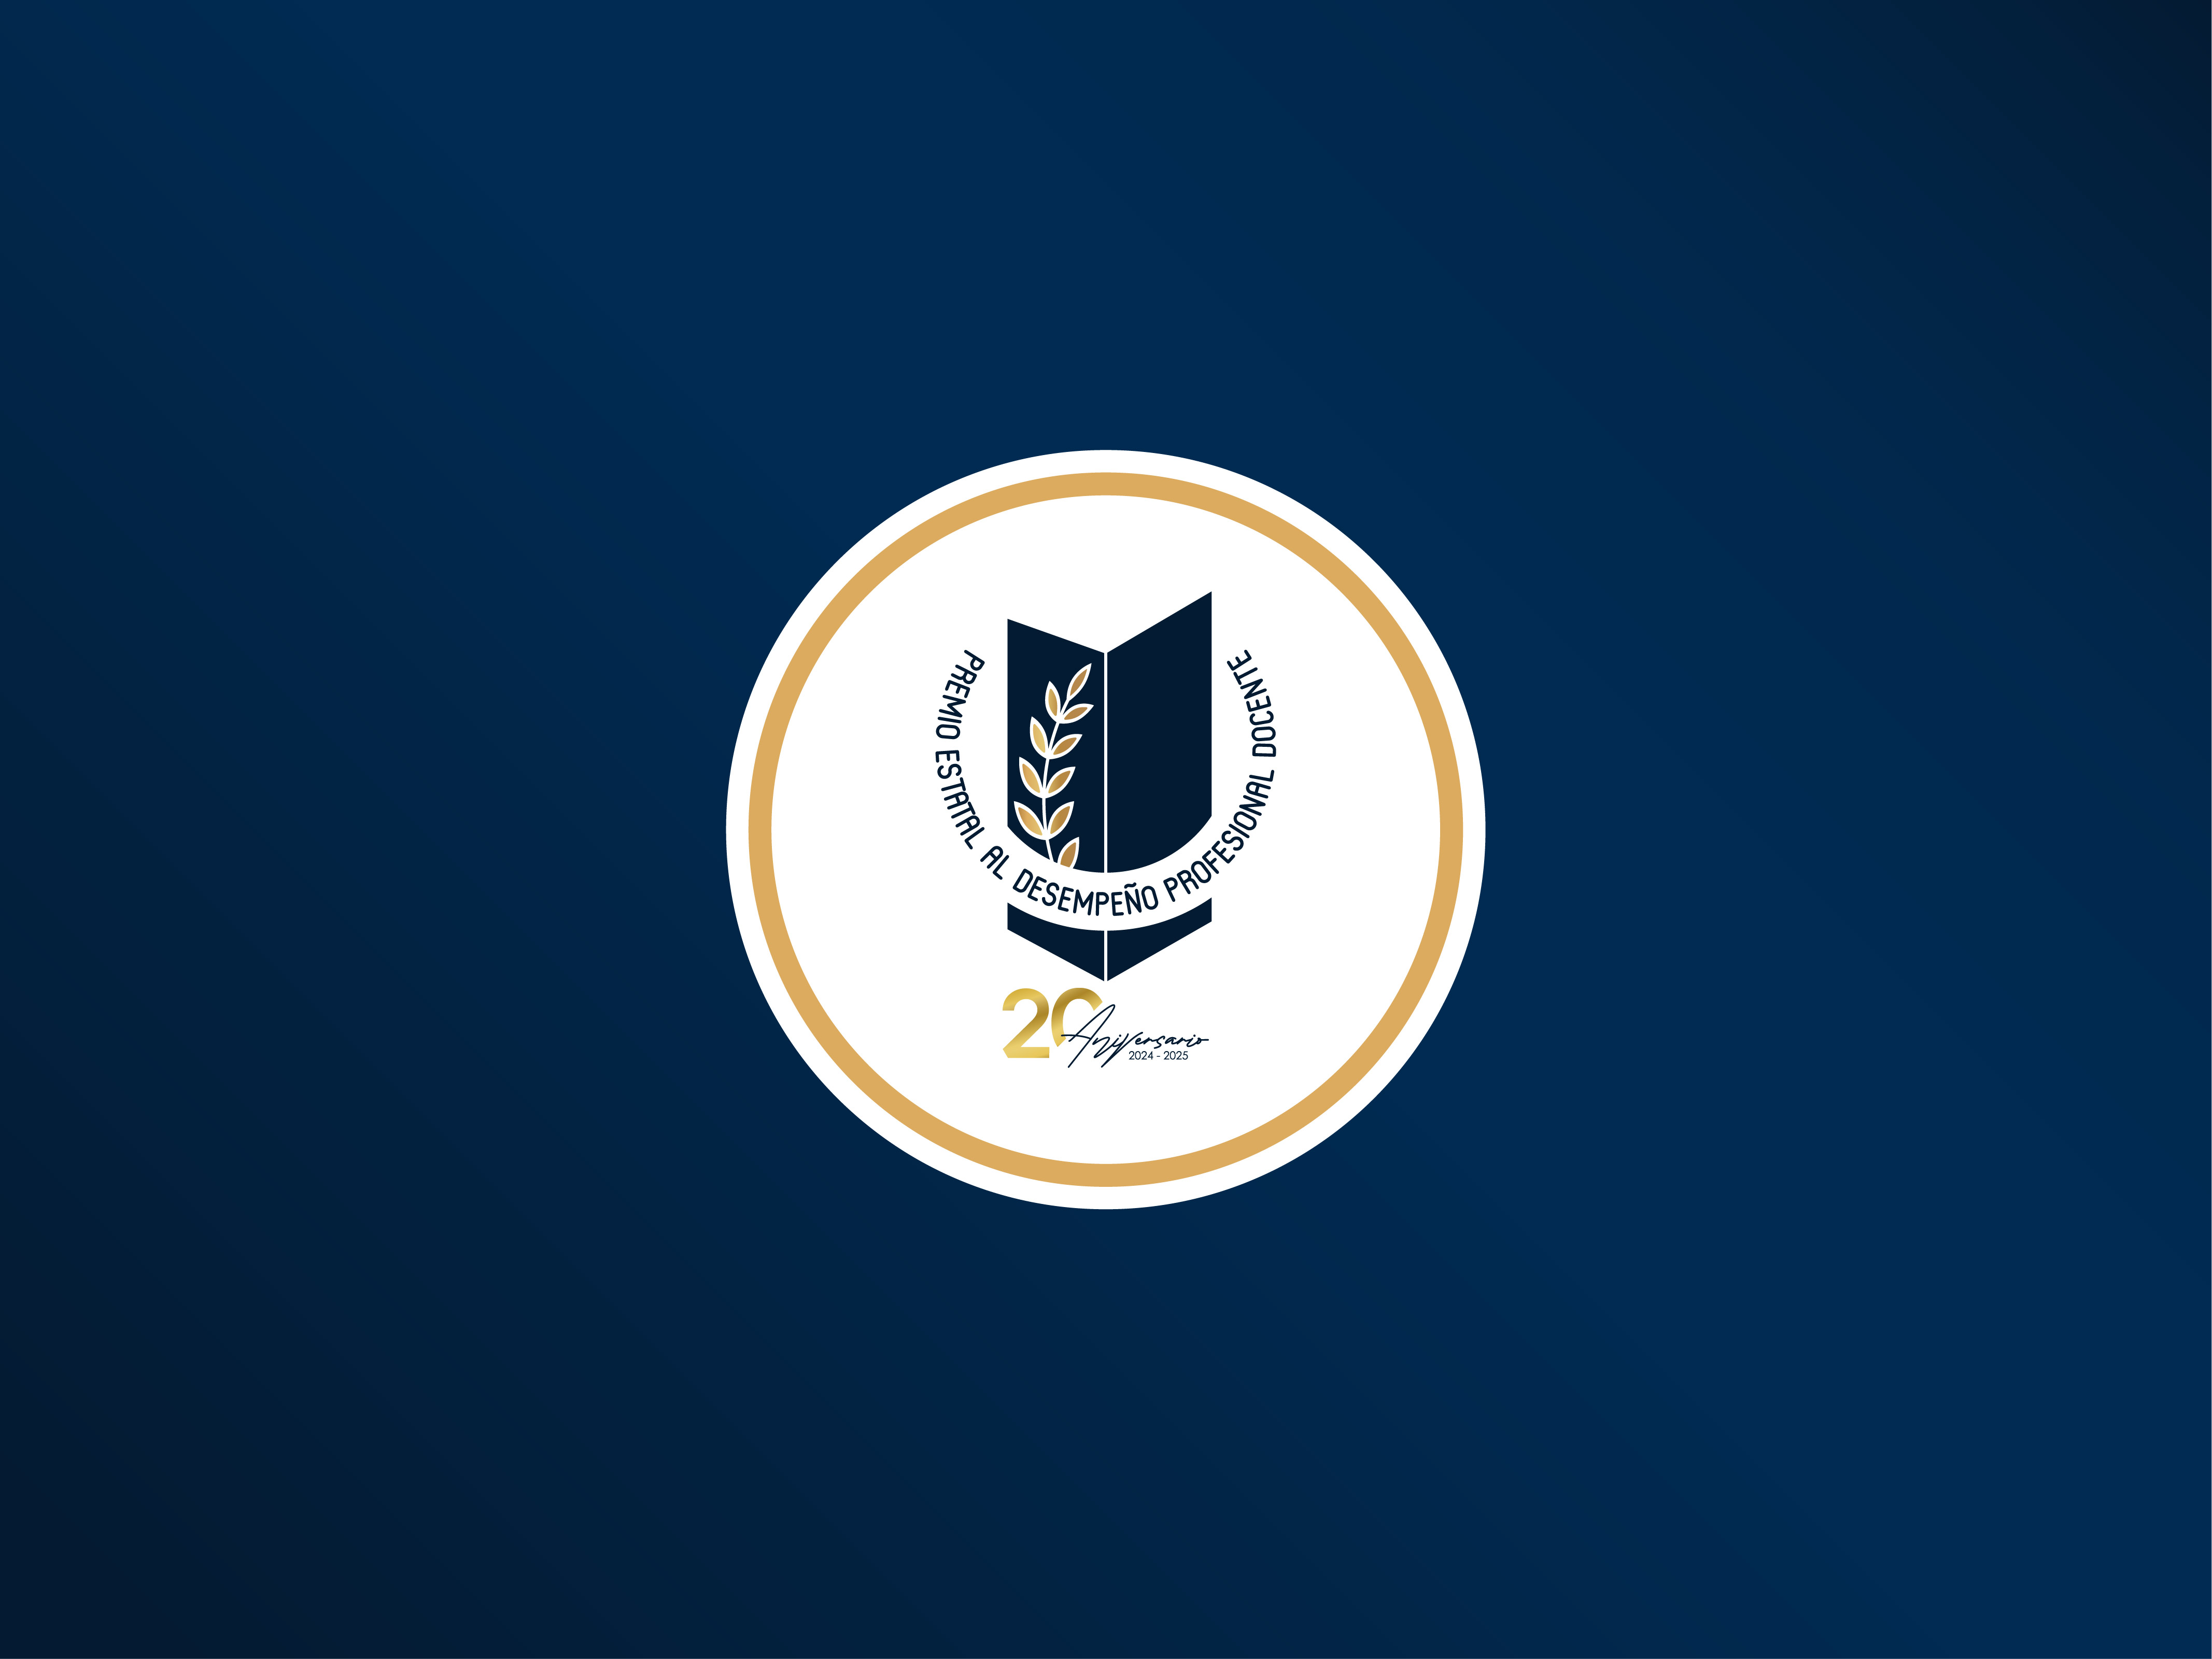 PREMIO ESTATAL AL DESEMPEÑO PROFESIONAL DOCENTE
20 Aniversario
2024 - 2025